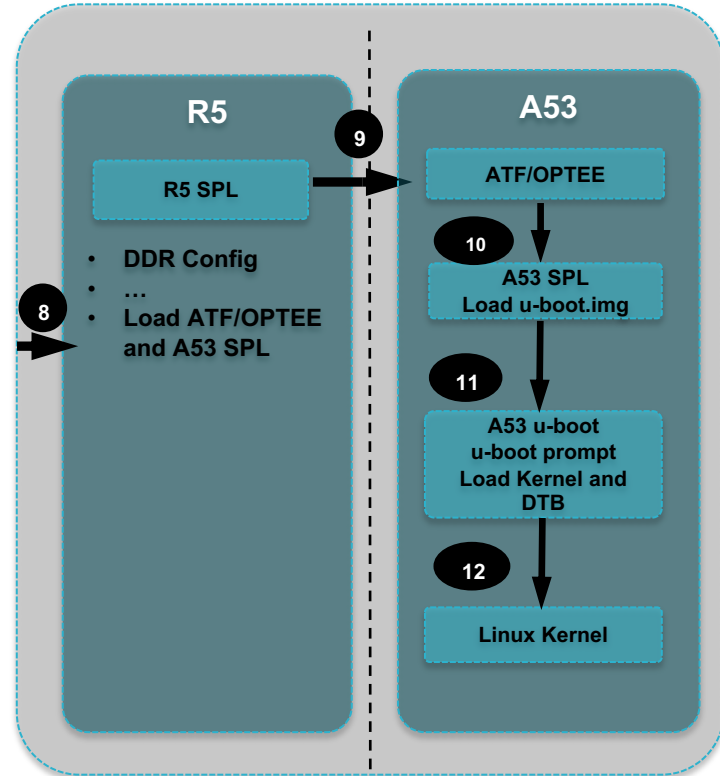 R5
R5 SPL
• DDR Config
• ...
• Load ATF/OPTEE
and A53 SPL
8
9
A53
ATF/OPTEE
10
A53 SPL
Load u-boot.img
11
A53 u-boot
u-boot prompt
Load Kernel and
DTB
12
Linux Kernel